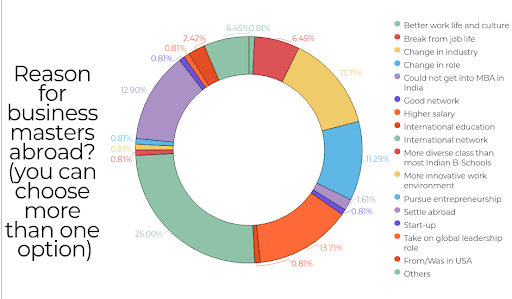 Reason
for
business
masters
abroad?
(you can
choose
more
than one
option)
6.45%
0.81%
6.45%
13.71%
11.29%
1.61%
0.81%
13.71%
0.81%
25.00%
0.81%
0.81%
0.81%
12.90%
0.81%
0.81%
2.42%
Better work life and culture
Break from job life
Change in industry
Change in role
Could not get into MBA in
India
Good network
Higher salary
International education
International network
More diverse class than
most Indian B-Schools
More innovative work
environment
Pursue entrepreneurship
Settle abroad
Start-up
Take on global leadership
role
From/Was in USA
Others